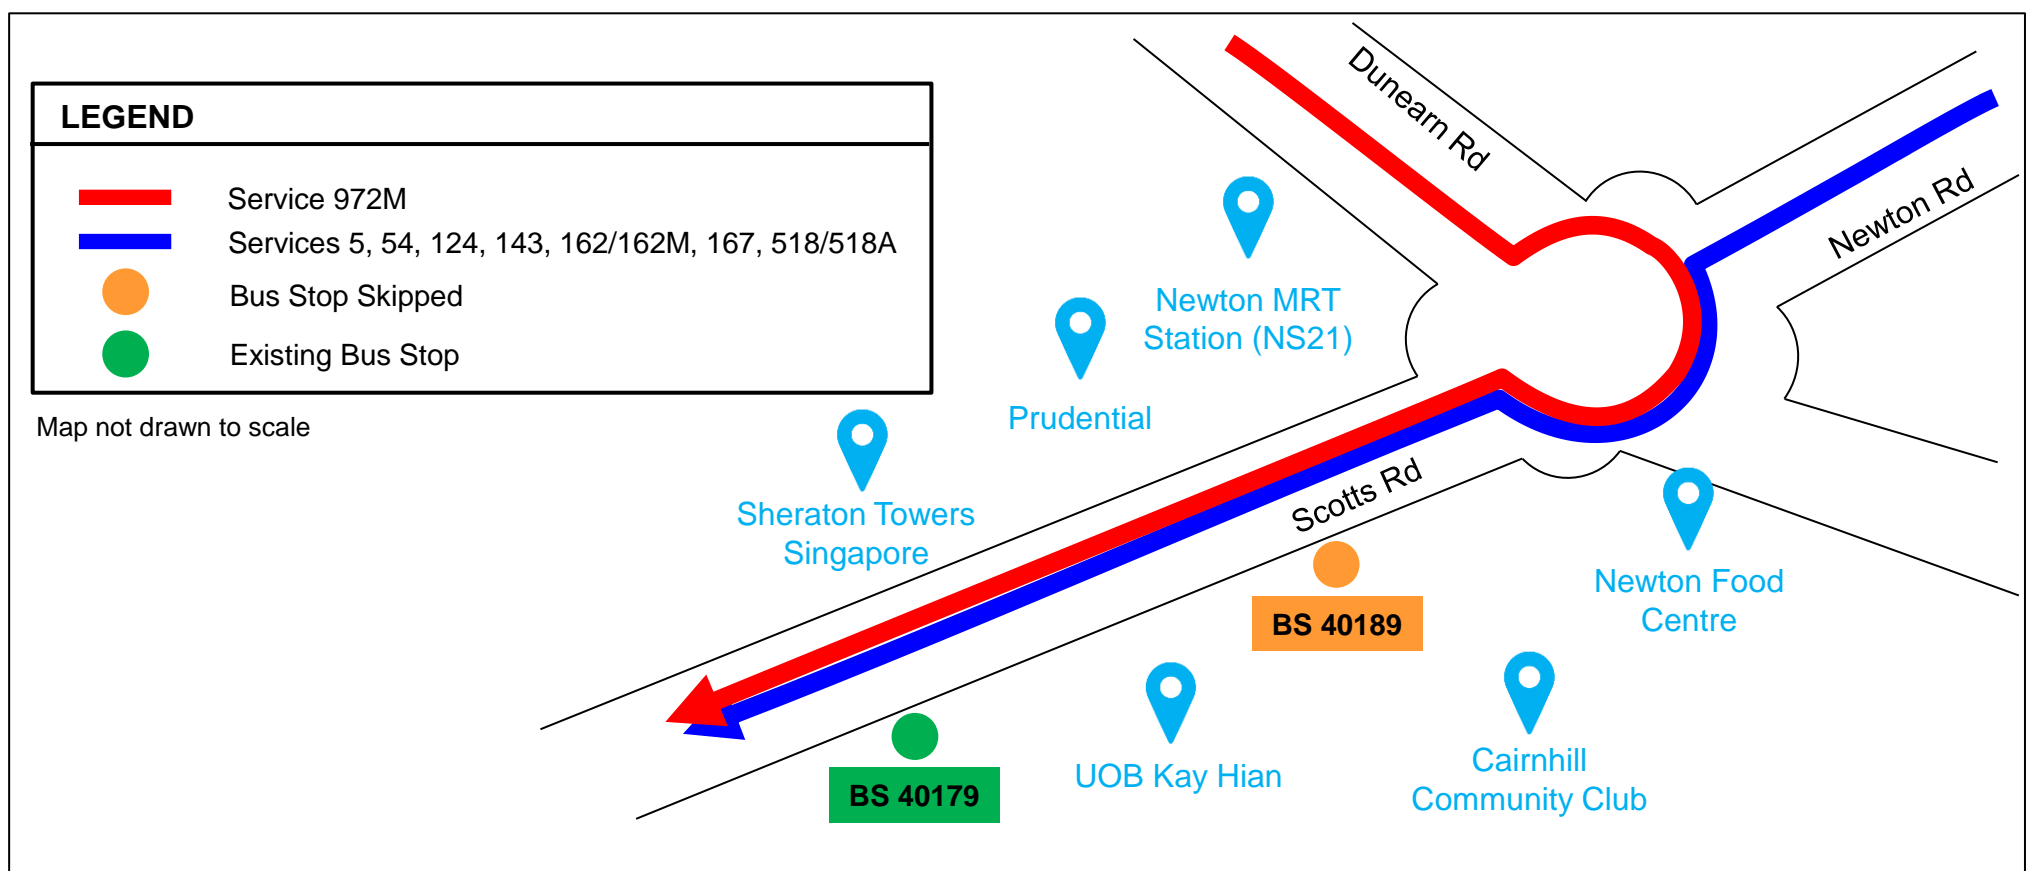 LEGEND
Service 972M
Services 5, 54, 124, 143, 162/162M, 167, 518/518A
Bus Stop Skipped
Existing Bus Stop
Map not drawn to scale
Dunearn Rd
Newton Rd
Newton MRT
Station (NS21)
Prudential
Sheraton Towers
Singapore
Scotts Rd
BS 40189
Newton Food
Centre
BS 40179
UOB Kay Hian
Cairnhill
Community Club